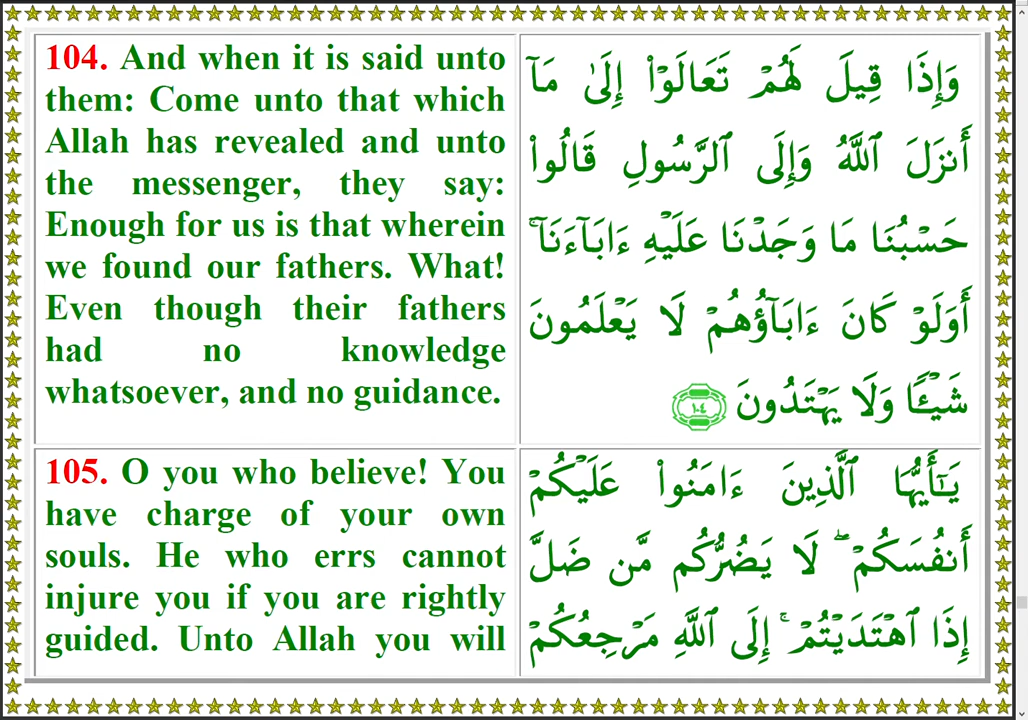 104. And when it is said unto
them: Come unto that which
Allah has revealed and unto
the messenger, they say:
Enough for us is that wherein
we found our fathers. What!
Even though their fathers
had no knowledge
whatsoever, and no guidance.
وَإِذَا قِيلَ لَهُمْ تَعَالَوْا۟ إِلَىٰ مَآ
أَنزَلَ ٱللَّهُ وَإِلَى ٱلرَّسُولِ قَالُوا۟
حَسْبُنَا مَا وَجَدْنَا عَلَيْهِ ءَابَآءَنَآ ۚ
أَوَلَوْ كَانَ ءَابَآؤُهُمْ لَا يَعْلَمُونَ
شَيْـًٔا وَلَا يَهْتَدُونَ ١٠٤
105. O you who believe! You
have charge of your own
souls. He who errs cannot
injure you if you are rightly
guided. Unto Allah you will
يَـٰٓأَيُّهَا ٱلَّذِينَ ءَامَنُوا۟ عَلَيْكُمْ
أَنفُسَكُمْ ۖ لَا يَضُرُّكُم مَّن ضَلَّ
إِذَا ٱهْتَدَيْتُمْ ۚ إِلَى ٱللَّهِ مَرْجِعُكُمْ